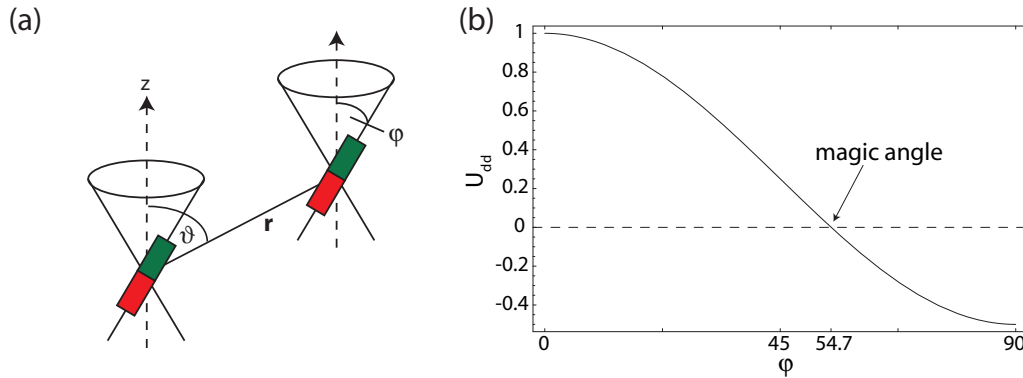 (a)
z
φ
ϑ
r
(b)
U_dd
1
0.8
0.6
0.4
0.2
0
-0.2
-0.4
magic angle
0
45
54.7
90
φ